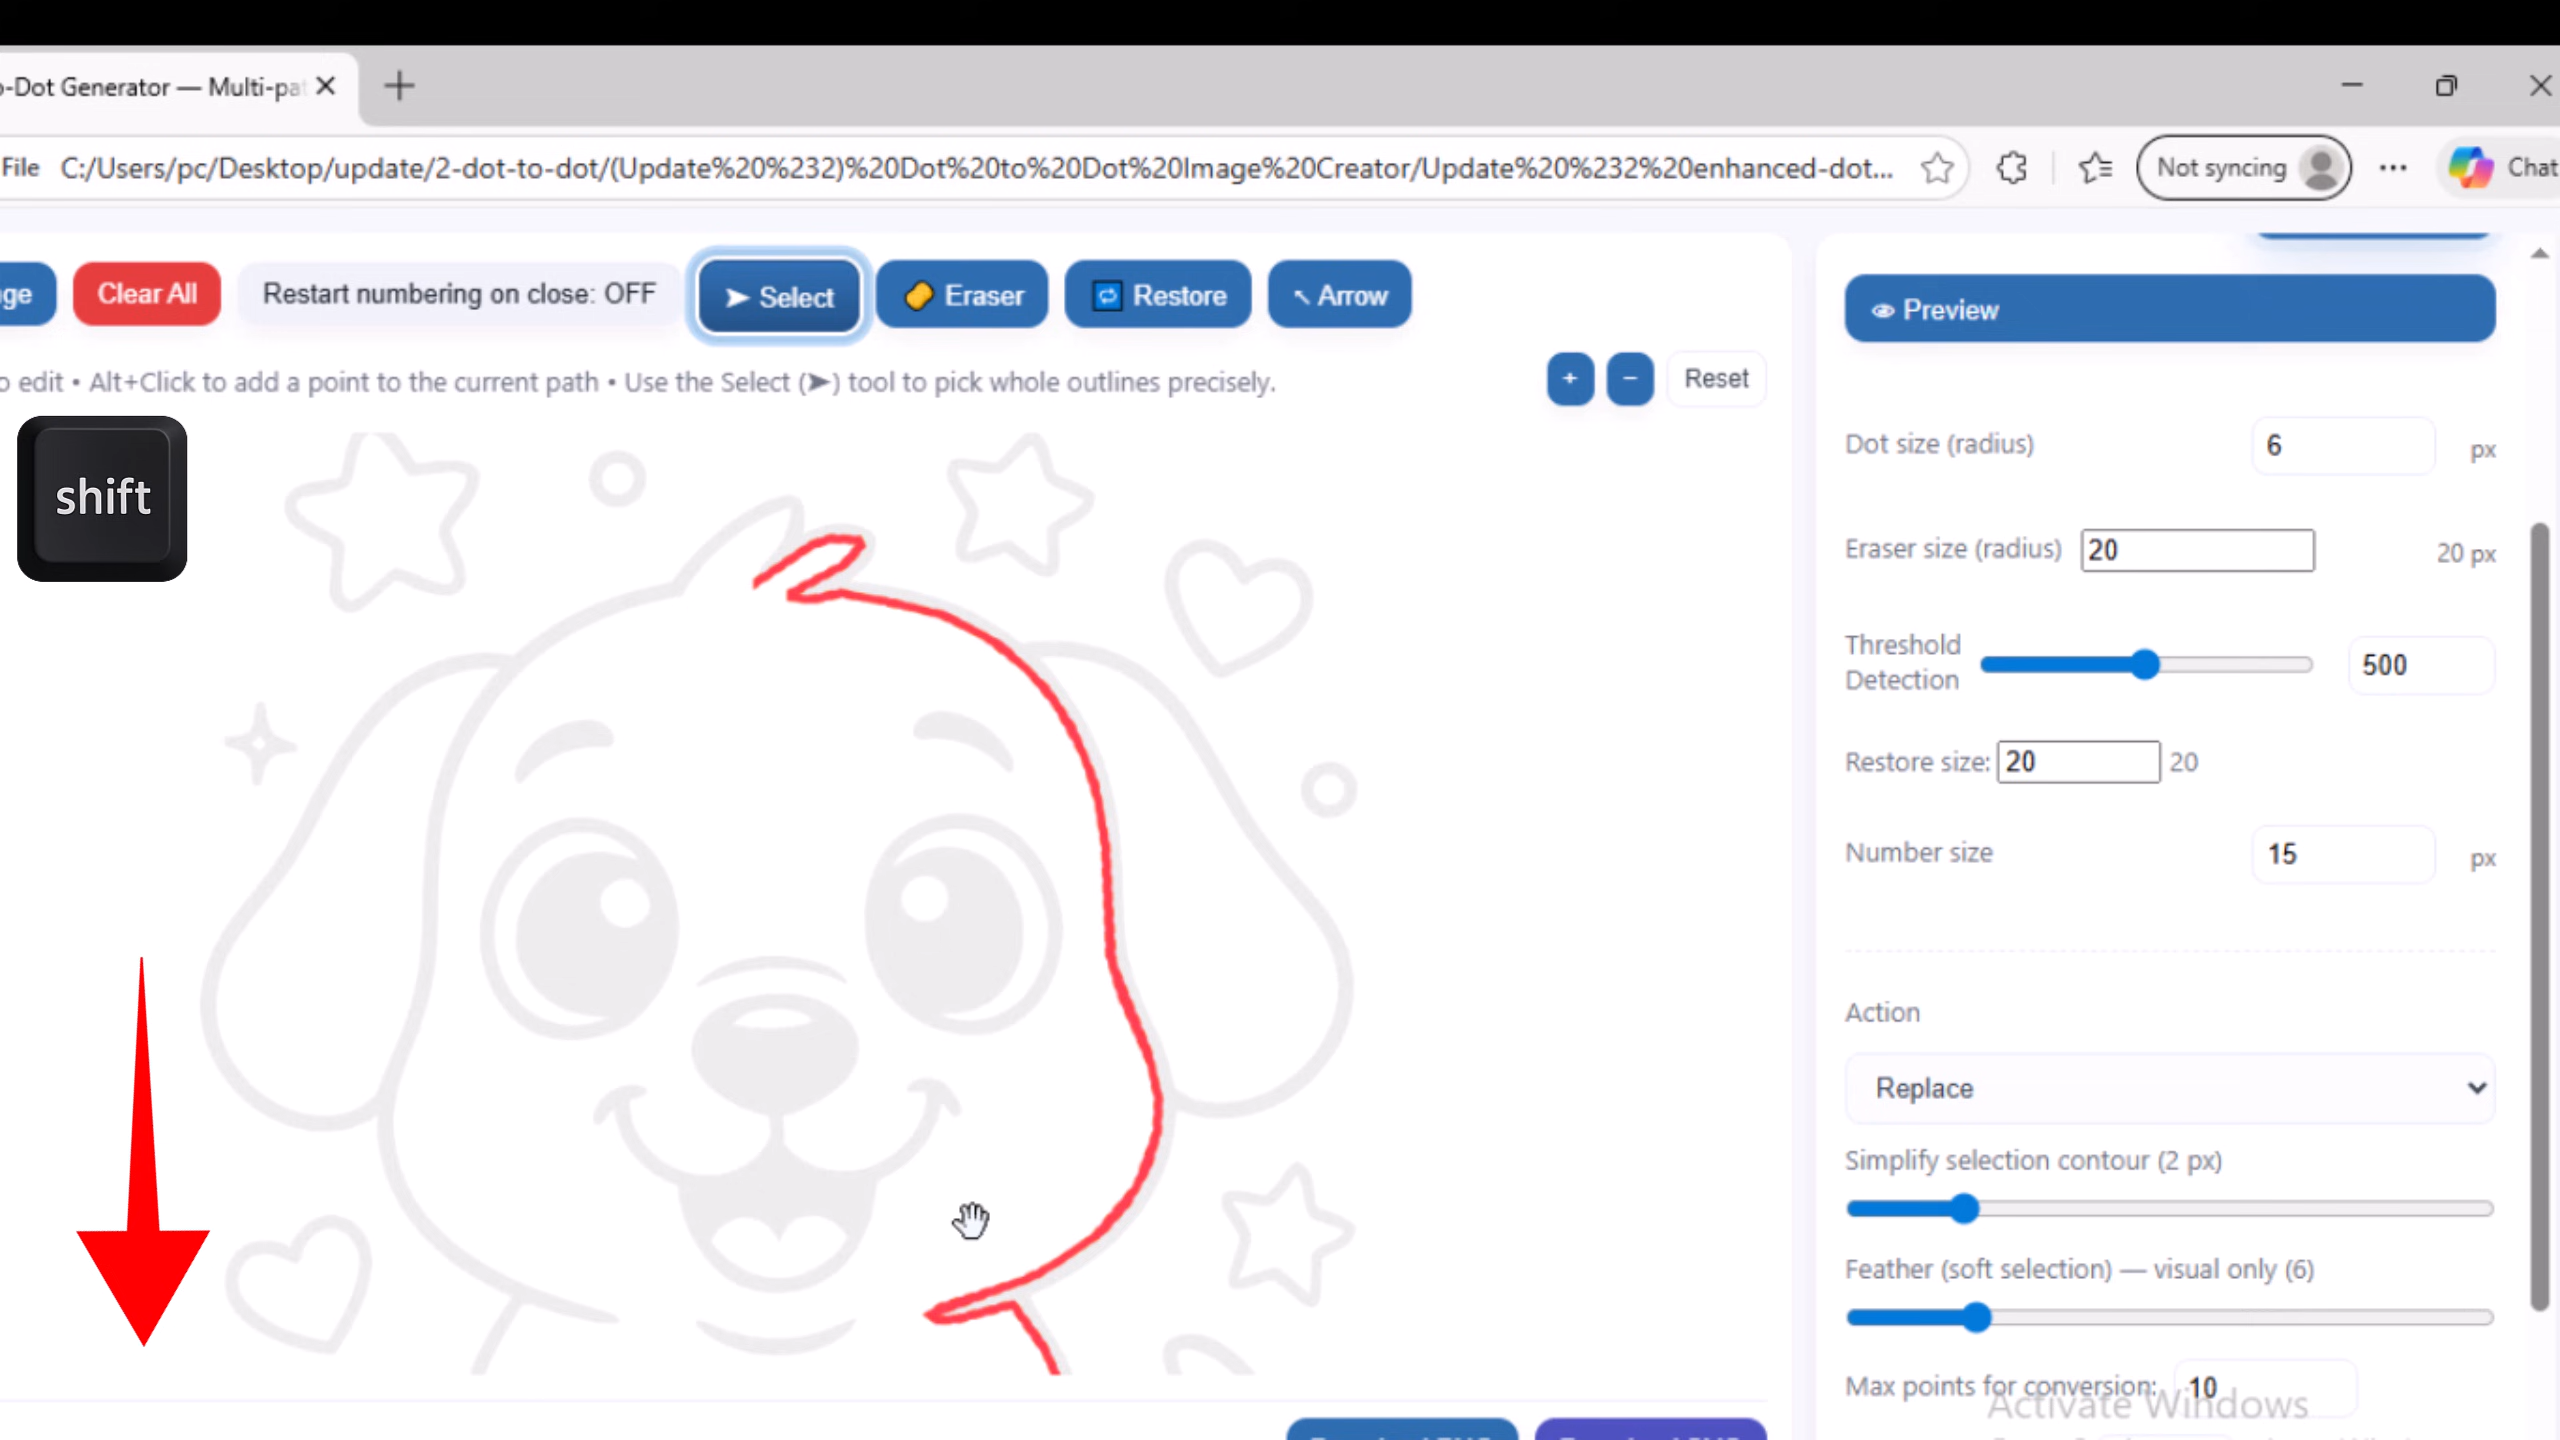 o-Dot Generator — Multi-pa
File C:/Users/pc/Desktop/update/2-dot-to-dot/(Update%20%232)%20Dot%20to%20Dot%20Image%20Creator/Update%20%232%20enhanced-dot...
Not syncing
Chat
ge
Clear All
Restart numbering on close: OFF
Select
Eraser
Restore
Arrow
Preview
o edit • Alt+Click to add a point to the current path • Use the Select (➤) tool to pick whole outlines precisely.
+ − Reset
shift
Dot size (radius) 6 px
Eraser size (radius) 20 20 px
Threshold
Detection 500
Restore size: 20 20
Number size 15 px
Action
Replace
Simplify selection contour (2 px)
Feather (soft selection) — visual only (6)
Max points for conversion: 10
Activate Windows